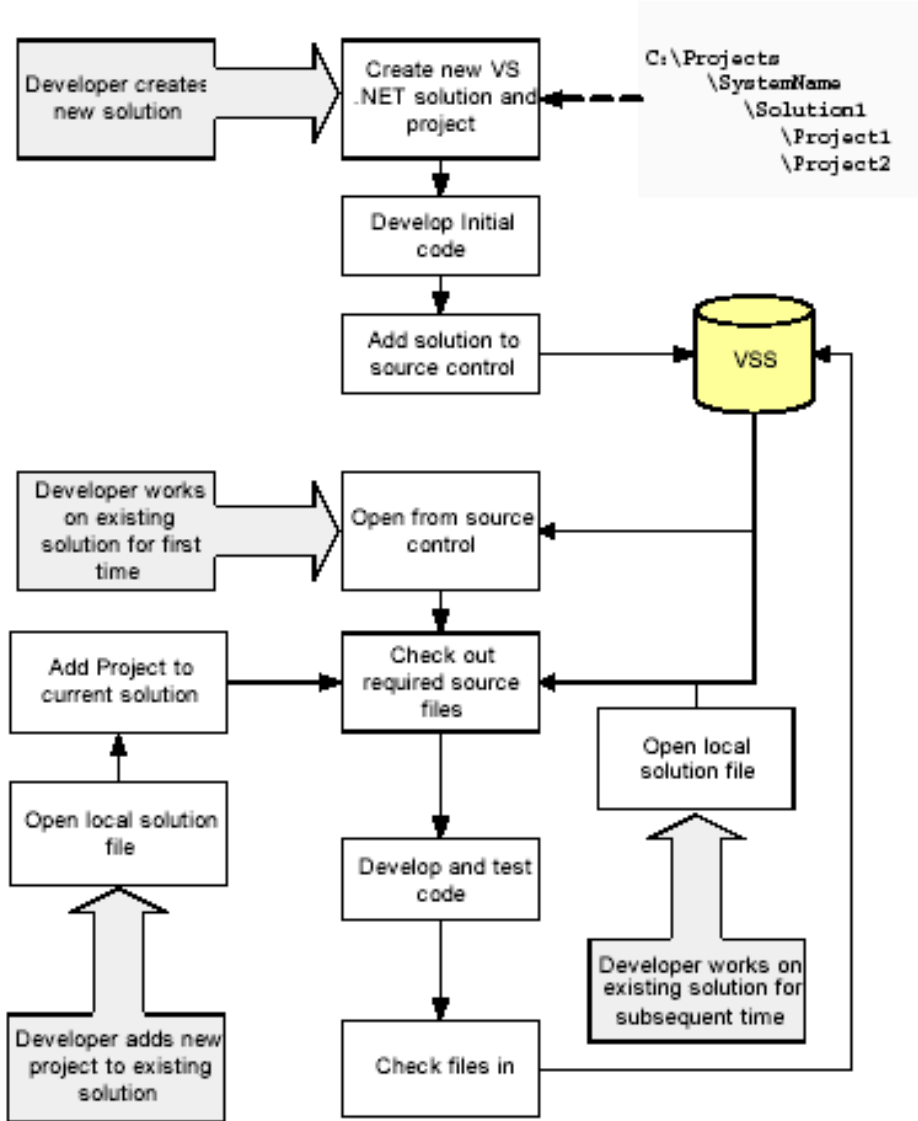 Developer creates
new solution
Create new VS
.NET solution and
project
C:\Projects
\SystemName
\Solution1
\Project1
\Project2
Develop Initial
code
Add solution to
source control
VSS
Developer works
on existing
solution for first
time
Open from source
control
Add Project to
current solution
Check out
required source
files
Open local
solution file
Open local solution
file
Develop and test
code
Developer works on
existing solution for
subsequent time
Developer adds new
project to existing
solution
Check files in